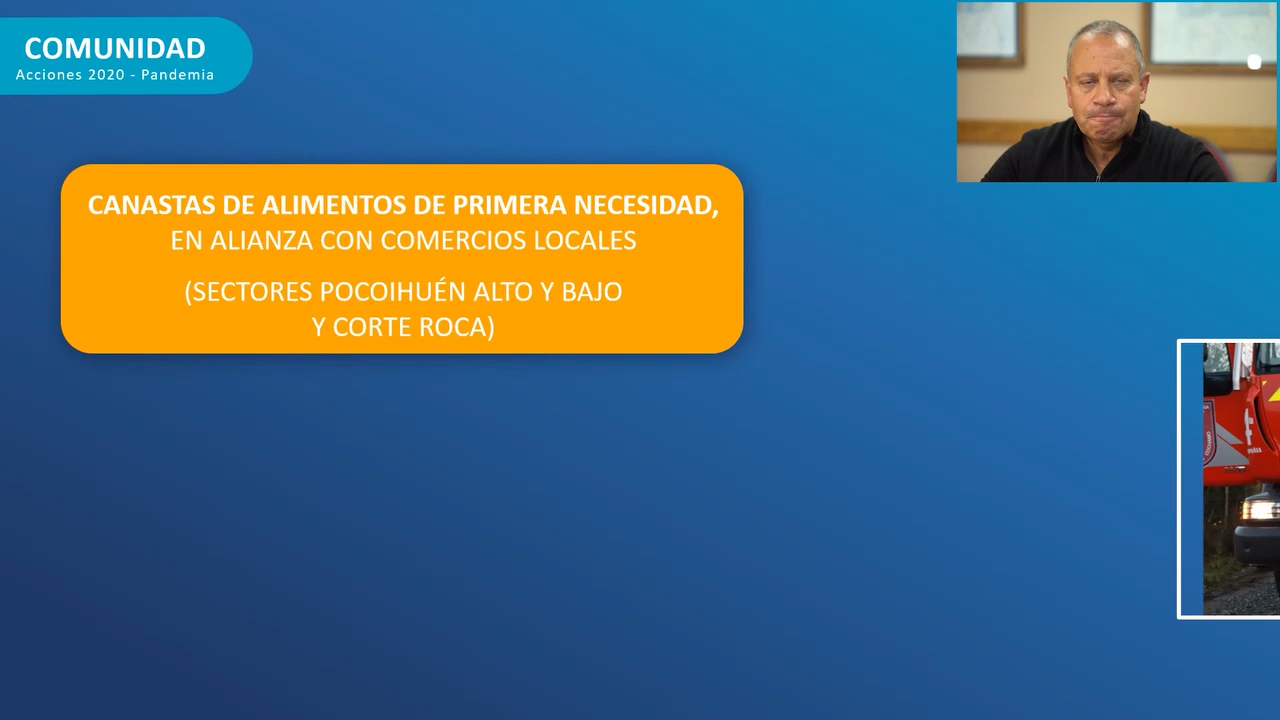 COMUNIDAD
Acciones 2020 - Pandemia
CANASTAS DE ALIMENTOS DE PRIMERA NECESIDAD,
EN ALIANZA CON COMERCIOS LOCALES
(SECTORES POCOIHUÉN ALTO Y BAJO
Y CORTE ROCA)